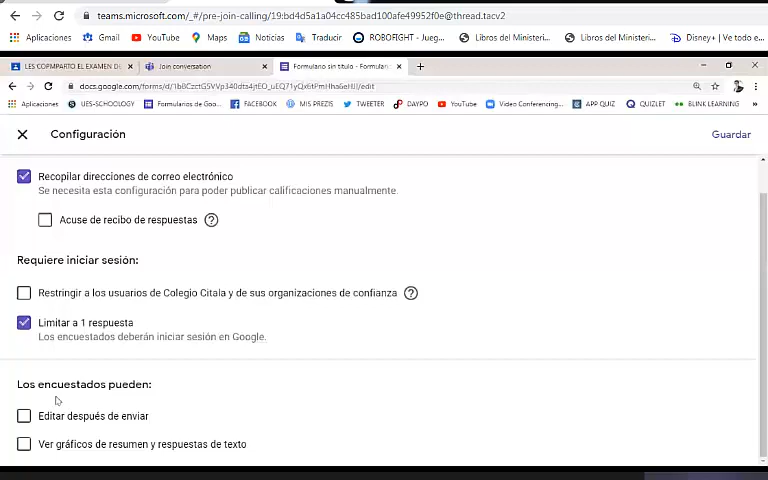 teams.microsoft.com/_#/pre-join-calling/19:bd4d5a1a04cc485bad100afe49952f0e@thread.tacv2
Aplicaciones Gmail YouTube Maps Noticias Traducir ROBOFIGHT - Jueg... Libros del Ministeri... Libros del Ministeri... Disney+ | Ve todo e...
LES COPMPARTO EL EXAMEN D Join conversation Formulario sin título - Formulario
Aplicaciones UES-SCHOOLOGY Formularios de Goo... FACEBOOK MIS PREZIS TWEETER DAYPO YouTube Video Conferencing... APP QUIZ QUIZLET BLINK LEARNING
Configuración Guardar
Recopilar direcciones de correo electrónico
Se necesita esta configuración para poder publicar calificaciones manualmente.
Acuse de recibo de respuestas
Requiere iniciar sesión:
Restringir a los usuarios de Colegio Citala y de sus organizaciones de confianza
Limitar a 1 respuesta
Los encuestados deberán iniciar sesión en Google.
Los encuestados pueden:
Editar después de enviar
Ver gráficos de resumen y respuestas de texto